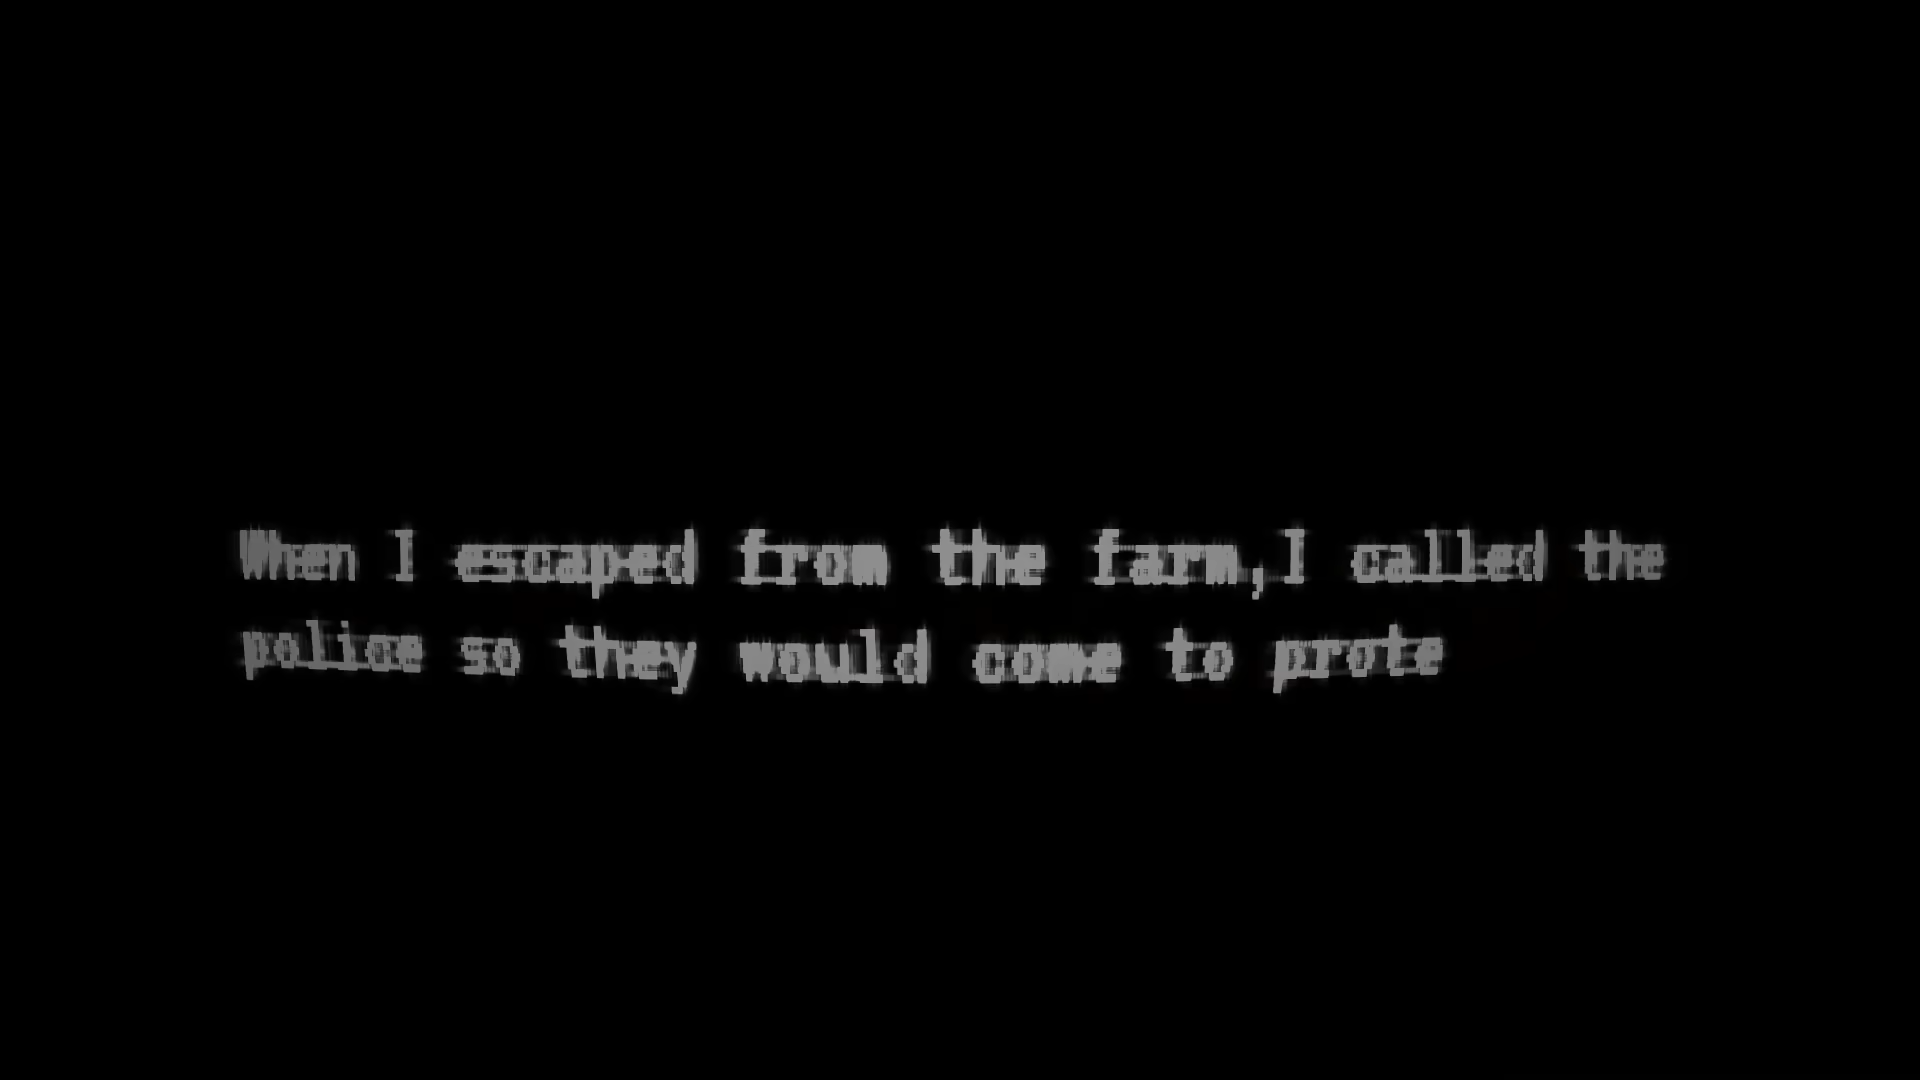 When I escaped from the farm,I called the
police so they would come to prote